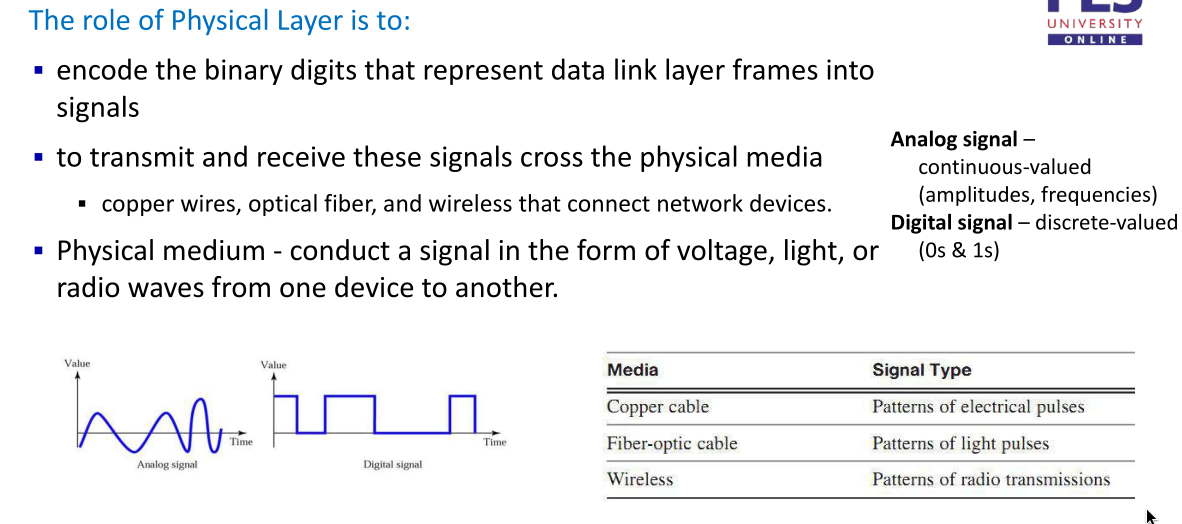 The role of Physical Layer is to:
UNIVERSITY
ONLINE
▪ encode the binary digits that represent data link layer frames into
signals
▪ to transmit and receive these signals cross the physical media
▪ copper wires, optical fiber, and wireless that connect network devices.
▪ Physical medium - conduct a signal in the form of voltage, light, or
radio waves from one device to another.
Analog signal –
continuous-valued
(amplitudes, frequencies)
Digital signal – discrete-valued
(0s & 1s)
Value
Time
Analog signal
Value
Time
Digital signal
Media Signal Type
Copper cable Patterns of electrical pulses
Fiber-optic cable Patterns of light pulses
Wireless Patterns of radio transmissions